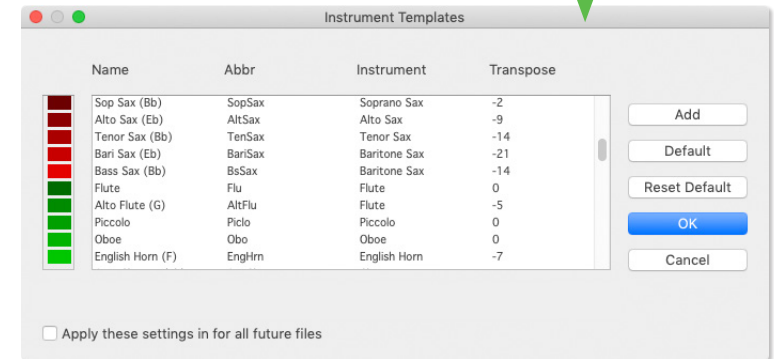 Instrument Templates
Name Abbr Instrument Transpose
Sop Sax (Bb) SopSax Soprano Sax -2
Alto Sax (Eb) AltSax Alto Sax -9
Tenor Sax (Bb) TenSax Tenor Sax -14
Bari Sax (Eb) BariSax Baritone Sax -21
Bass Sax (Bb) BsSax Baritone Sax -14
Flute Flu Flute 0
Alto Flute (G) AltFlu Flute -5
Piccolo Piclo Piccolo 0
Oboe Obo Oboe 0
English Horn (F) EngHrn English Horn -7
Add
Default
Reset Default
OK
Cancel
Apply these settings in for all future files